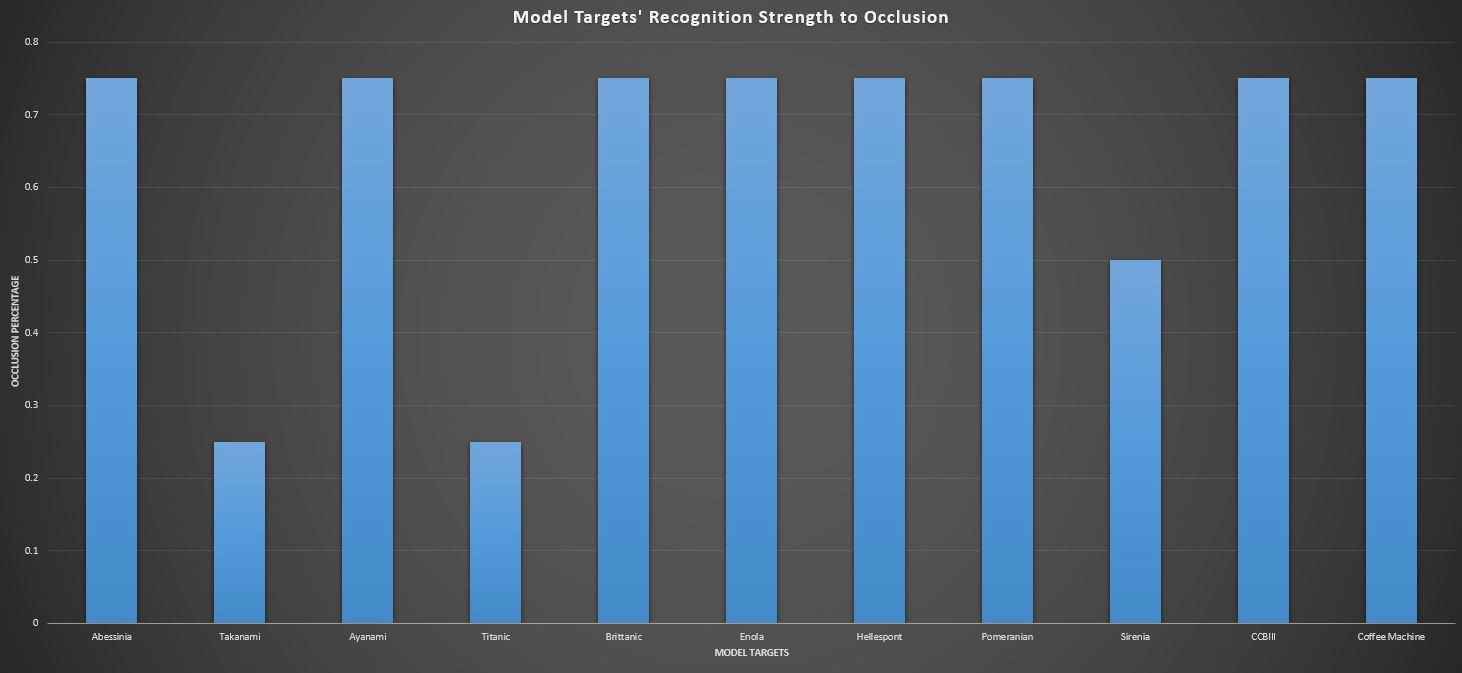 Model Targets' Recognition Strength to Occlusion
0.8
0.7
0.6
0.5
0.4
0.3
0.2
0.1
0
OCCLUSION PERCENTAGE
Abessinia Takanami Ayanami Titanic Brittanic Enola Hellespont Pomeranian Sirenia CCBIII Coffee Machine
MODEL TARGETS